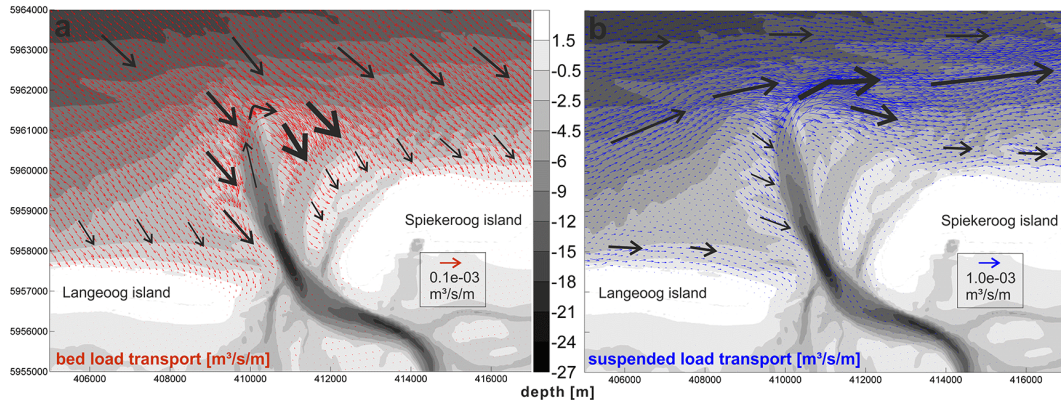 a
5964000
5963000
5962000
5961000
5960000
5959000
5958000
5957000
5956000
5955000
406000
408000
410000
412000
414000
416000
Spiekeroog island
Langeoog island
0.1e-03
m³/s/m
bed load transport [m³/s/m]
1.5
-0.5
-2.5
-4.5
-6
-9
-12
-15
-18
-21
-24
-27
depth [m]
b
Spiekeroog island
Langeoog island
1.0e-03
m³/s/m
suspended load transport [m³/s/m]
406000
408000
410000
412000
414000
416000